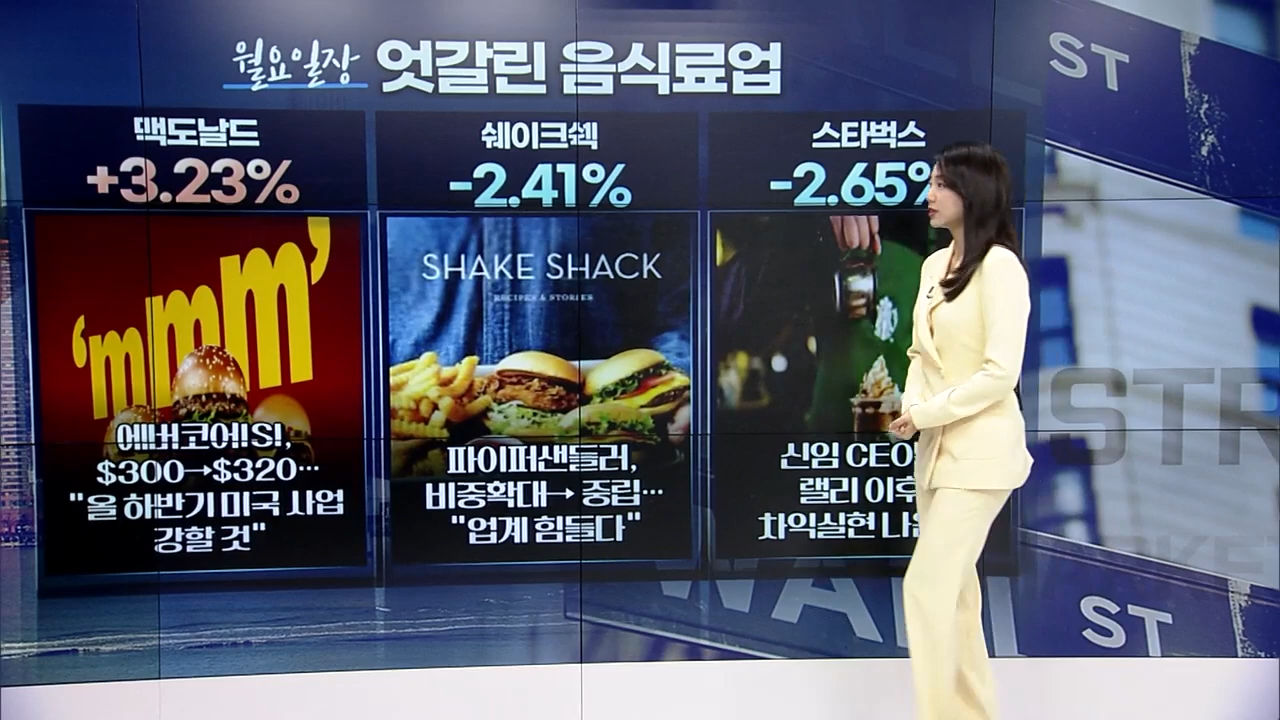 월요일장 엇갈린 음식료업
맥도날드
+3.23%
'mmm'
에버코어ISI,
$300→$320…
"올 하반기 미국 사업
강할 것"
쉐이크쉑
-2.41%
SHAKE SHACK
RECIPES & STORIES
파이퍼샌들러,
비중확대→ 중립…
"업계 힘들다"
스타벅스
-2.65%
신임 CEO
랠리 이후
차익실현
ST
STR
WALL
ST